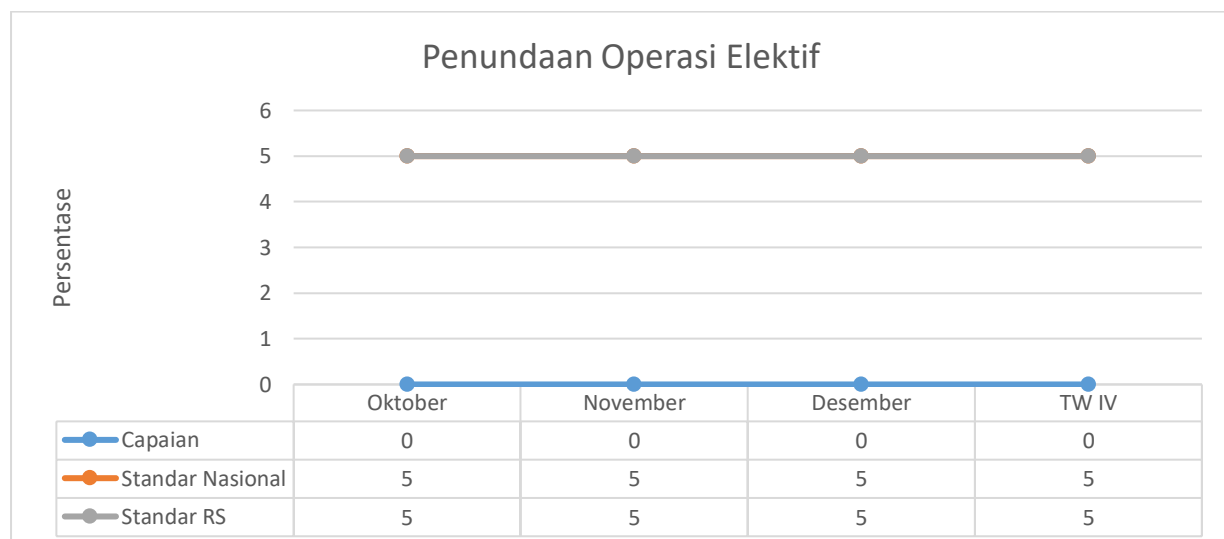 Penundaan Operasi Elektif
Persentase
6
5
4
3
2
1
0
Oktober November Desember TW IV
Capaian 0 0 0 0
Standar Nasional 5 5 5 5
Standar RS 5 5 5 5